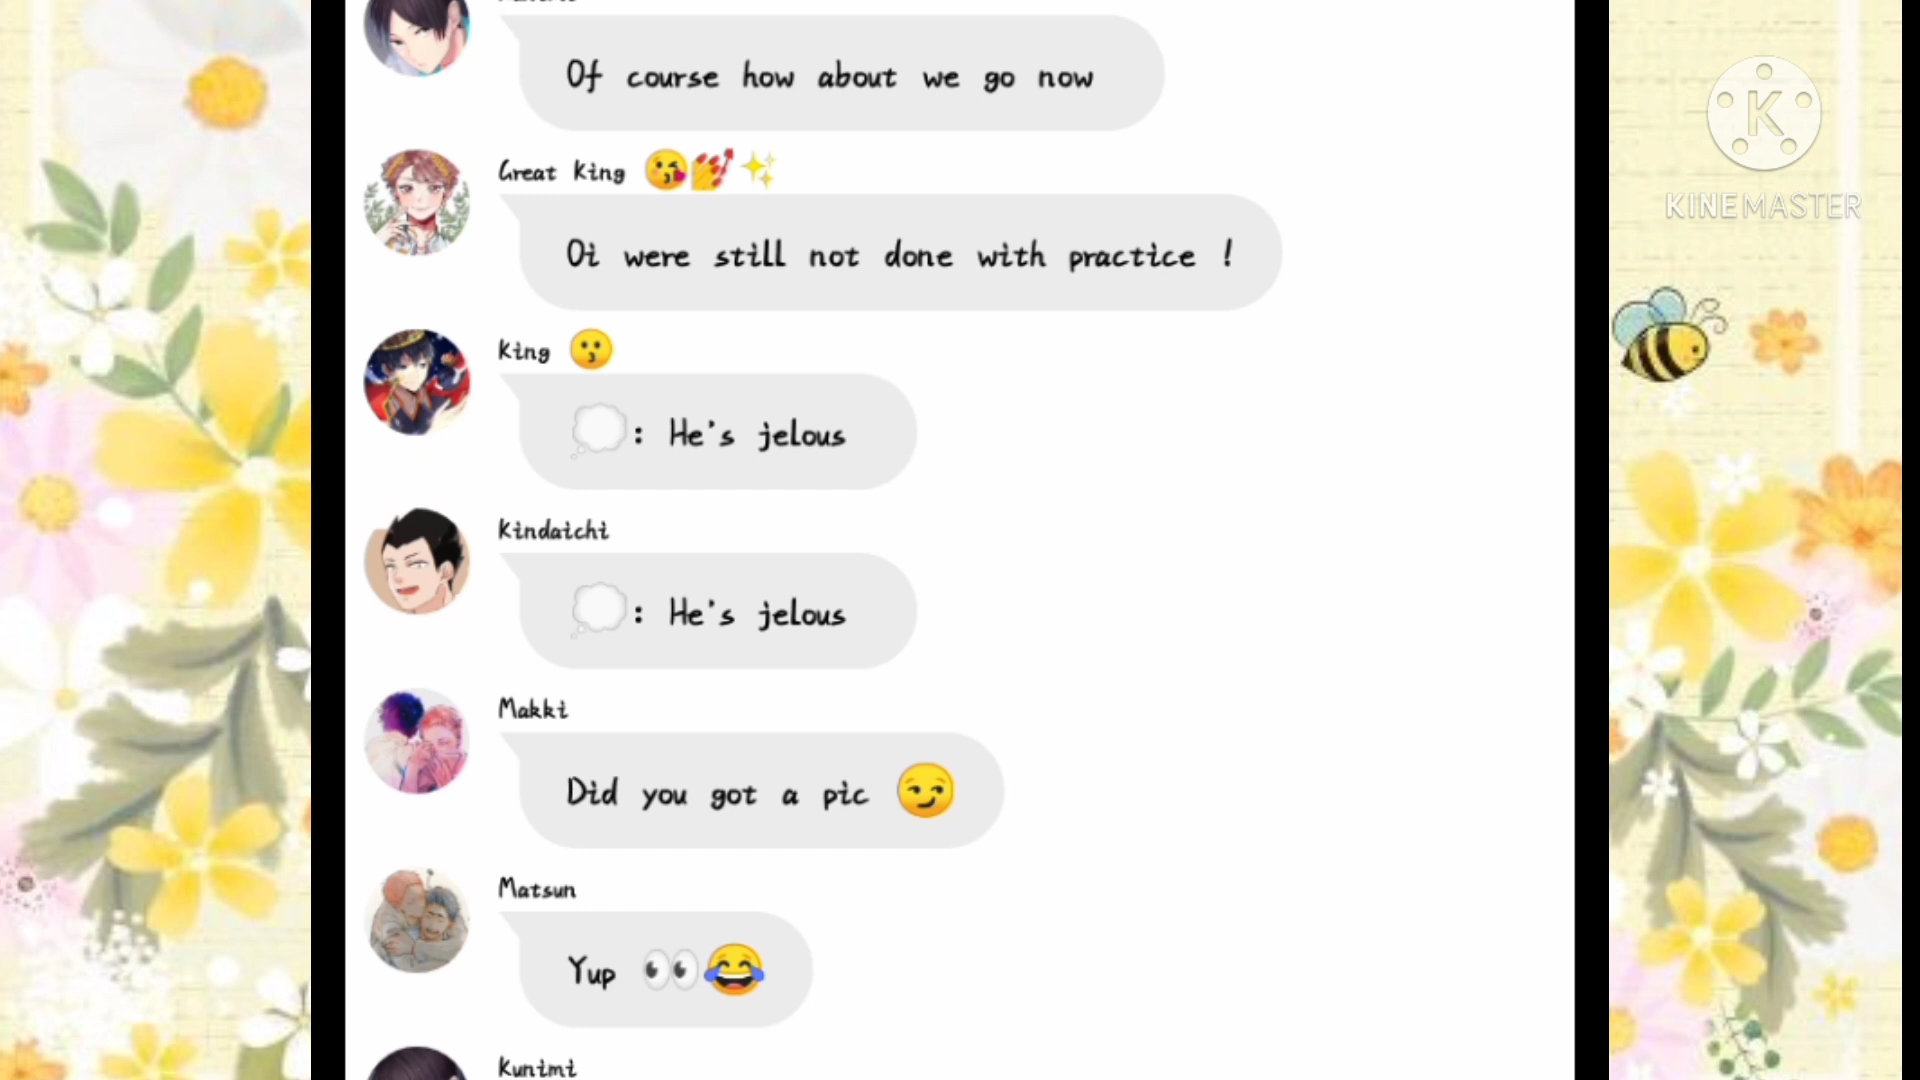 Of course how about we go now
Great King 😘💅✨
Oi were still not done with practice !
King 😗
💭: He's jelous
Kindaichi
💭: He's jelous
Makki
Did you got a pic 😏
Matsun
Yup 👀😂
Kunimi
K
KINEMASTER